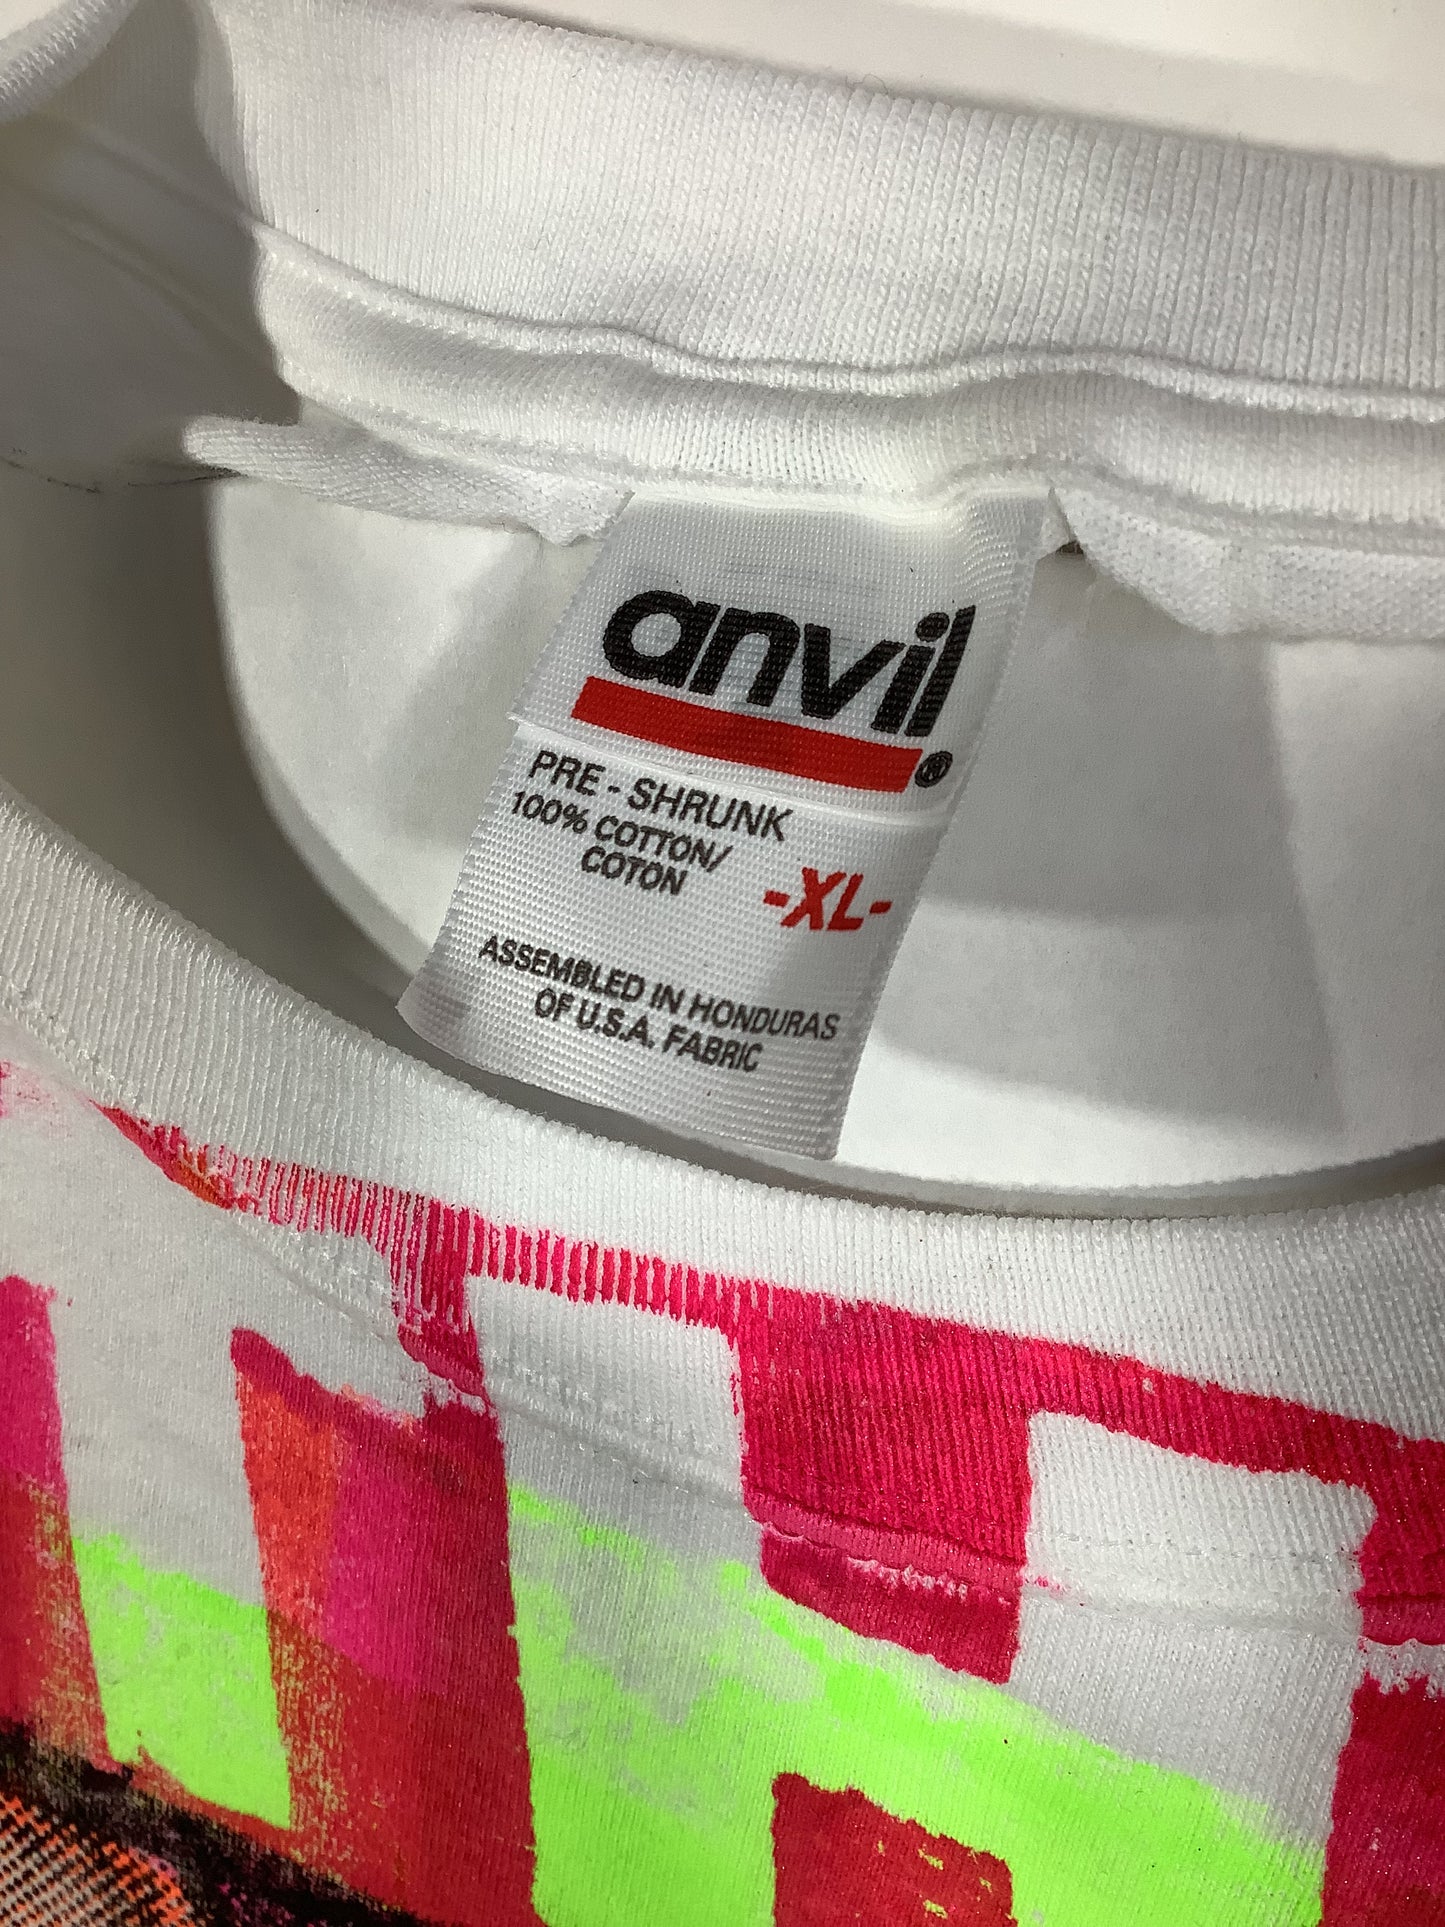 anvil®
PRE - SHRUNK
100% COTTON/
COTON
-XL-
ASSEMBLED IN HONDURAS
OF U.S.A. FABRIC